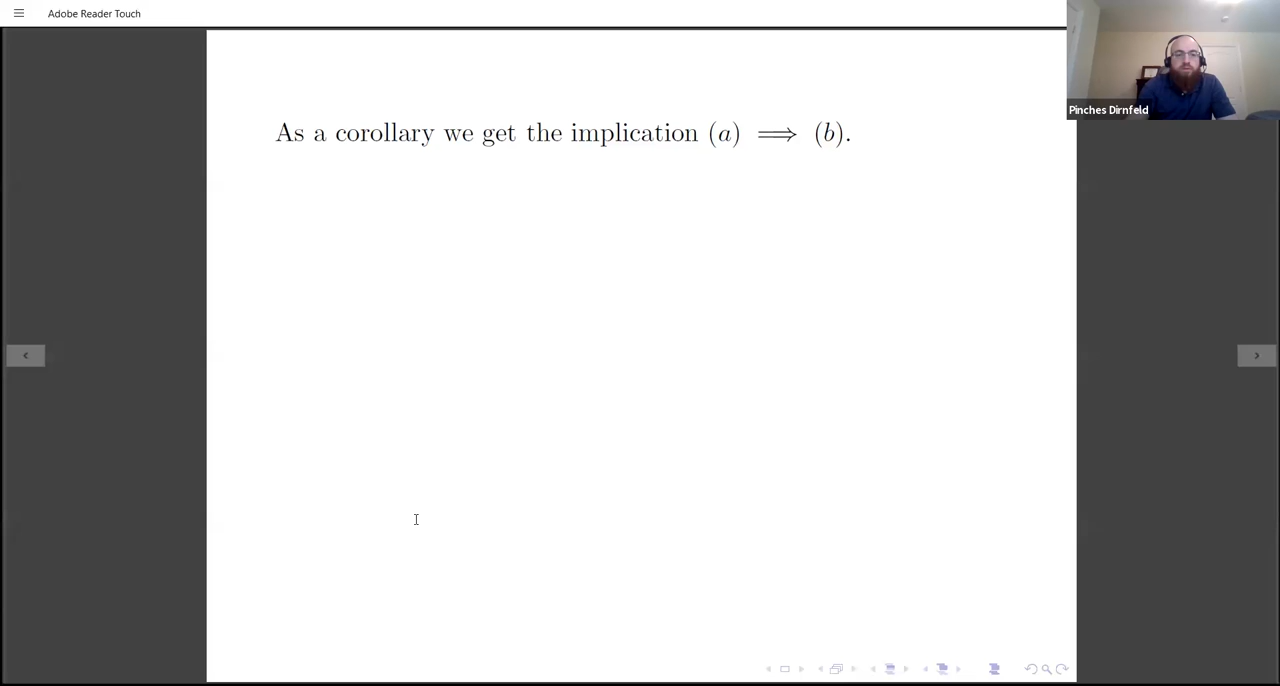 Adobe Reader Touch
Pinches Dirnfeld
As a corollary we get the implication (a) ⟹ (b).